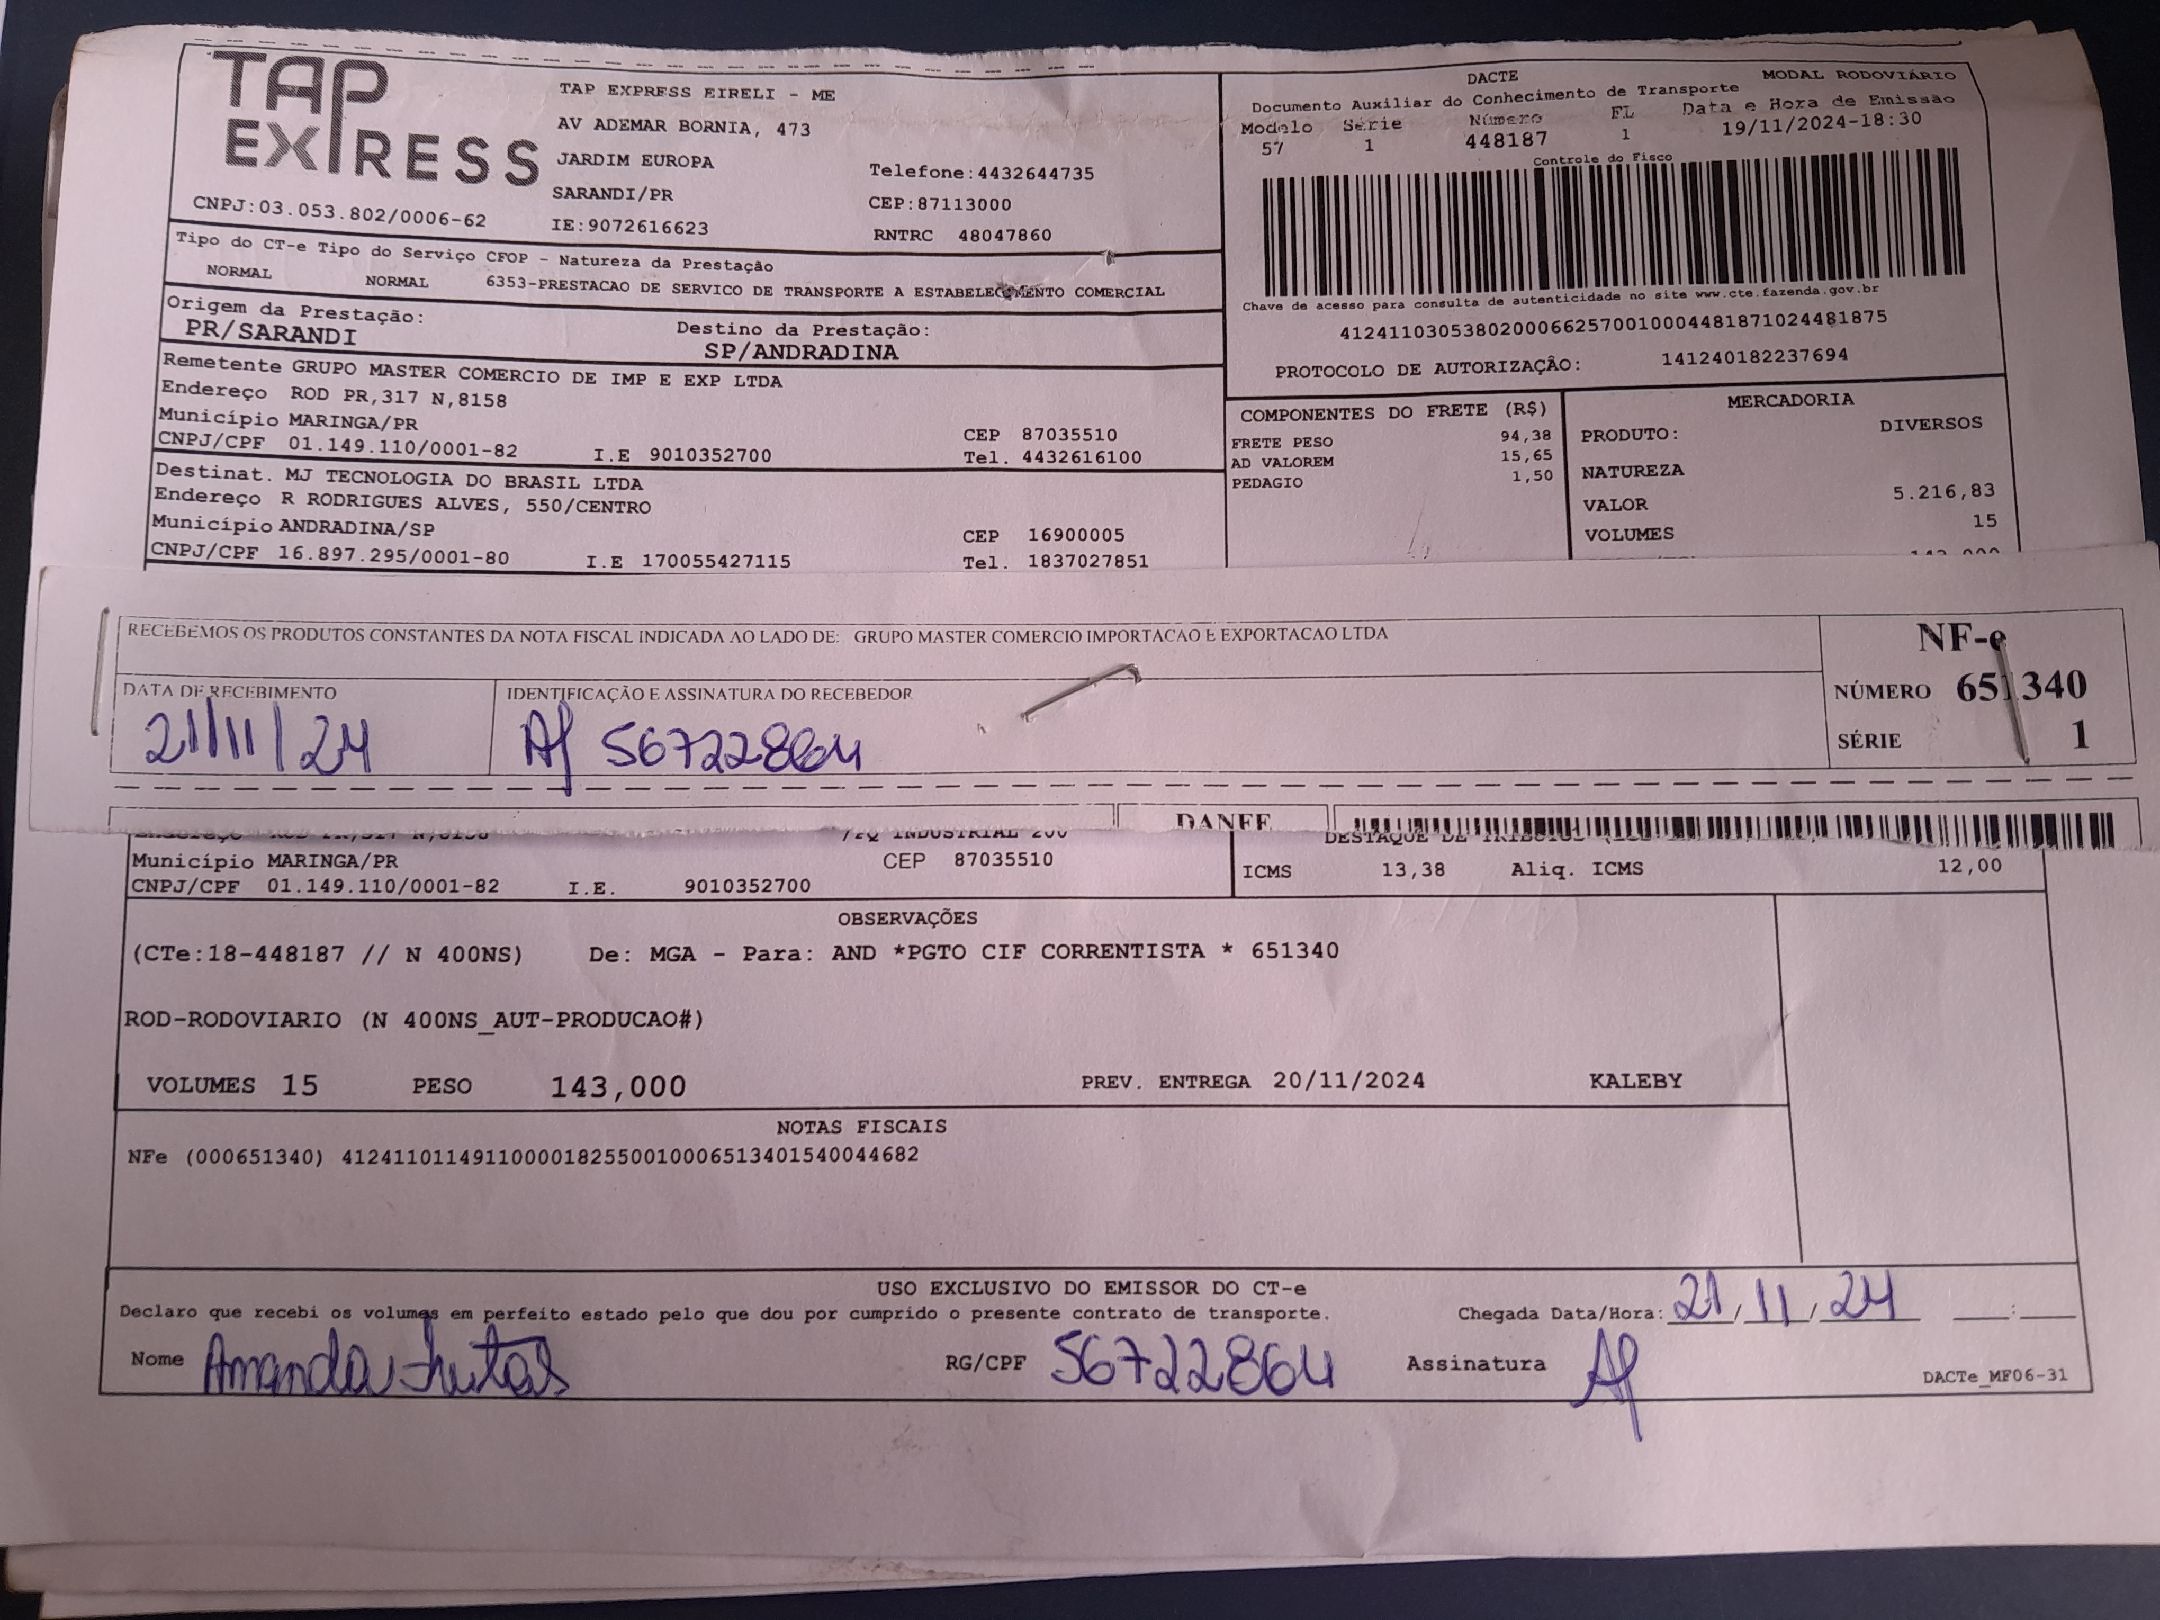 TAP
EXPRESS
CNPJ:03.053.802/0006-62
TAP EXPRESS EIRELI - ME
AV ADEMAR BORNIA, 473
JARDIM EUROPA
Telefone:4432644735
SARANDI/PR
CEP:87113000
IE:9072616623
RNTRC 48047860
DACTE
MODAL RODOVIÁRIO
Documento Auxiliar do Conhecimento de Transporte
Modelo Série Número FL Data e Hora de Emissão
57 1 448187 1 19/11/2024-18:30
Controle do Fisco
Chave de acesso para consulta de autenticidade no site www.cte.fazenda.gov.br
41241103053802000662570010004481871024481875
PROTOCOLO DE AUTORIZAÇÃO: 141240182237694
Tipo do CT-e Tipo do Serviço CFOP - Natureza da Prestação
NORMAL NORMAL 6353-PRESTACAO DE SERVICO DE TRANSPORTE A ESTABELECIMENTO COMERCIAL
Origem da Prestação: Destino da Prestação:
PR/SARANDI SP/ANDRADINA
Remetente GRUPO MASTER COMERCIO DE IMP E EXP LTDA
Endereço ROD PR,317 N,8158
Município MARINGA/PR CEP 87035510
CNPJ/CPF 01.149.110/0001-82 I.E 9010352700 Tel. 4432616100
Destinat. MJ TECNOLOGIA DO BRASIL LTDA
Endereço R RODRIGUES ALVES, 550/CENTRO
Município ANDRADINA/SP CEP 16900005
CNPJ/CPF 16.897.295/0001-80 I.E 170055427115 Tel. 1837027851
COMPONENTES DO FRETE (R$)
FRETE PESO 94,38
AD VALOREM 15,65
PEDAGIO 1,50
MERCADORIA
PRODUTO: DIVERSOS
NATUREZA
VALOR 5.216,83
VOLUMES 15
RECEBEMOS OS PRODUTOS CONSTANTES DA NOTA FISCAL INDICADA AO LADO DE: GRUPO MASTER COMERCIO IMPORTACAO E EXPORTACAO LTDA
NF-e
NÚMERO 651340
SÉRIE 1
DATA DE RECEBIMENTO
21/11/24
IDENTIFICAÇÃO E ASSINATURA DO RECEBEDOR
Af 56722864
DANFE
Município MARINGA/PR CEP 87035510
CNPJ/CPF 01.149.110/0001-82 I.E. 9010352700
ICMS 13,38 Aliq. ICMS 12,00
OBSERVAÇÕES
(CTe:18-448187 // N 400NS) De: MGA - Para: AND *PGTO CIF CORRENTISTA * 651340
ROD-RODOVIARIO (N 400NS_AUT-PRODUCAO#)
VOLUMES 15 PESO 143,000 PREV. ENTREGA 20/11/2024 KALEBY
NOTAS FISCAIS
NFe (000651340) 41241101149110000182550010006513401540044682
USO EXCLUSIVO DO EMISSOR DO CT-e
Declaro que recebi os volumes em perfeito estado pelo que dou por cumprido o presente contrato de transporte. Chegada Data/Hora: 21/11/24 :
Nome Amanda Freitas RG/CPF 56722864 Assinatura Af
DACTe_MF06-31